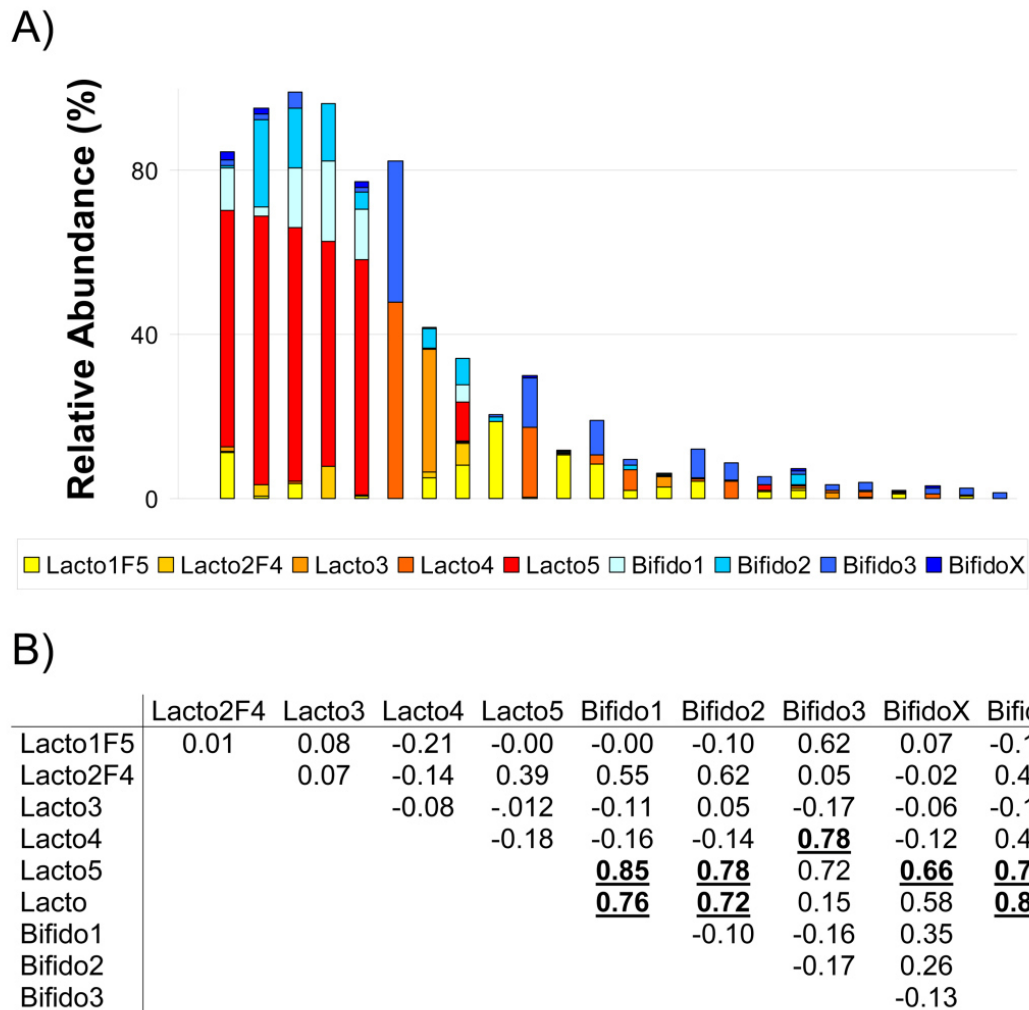 A)
Relative Abundance (%)
80
40
0
Lacto1F5 Lacto2F4 Lacto3 Lacto4 Lacto5 Bifido1 Bifido2 Bifido3 BifidoX
B)
Lacto2F4 Lacto3 Lacto4 Lacto5 Bifido1 Bifido2 Bifido3 BifidoX
Lacto1F5 0.01 0.08 -0.21 -0.00 -0.00 -0.10 0.62 0.07
Lacto2F4 0.07 -0.14 0.39 0.55 0.62 0.05 -0.02
Lacto3 -0.08 -.012 -0.11 0.05 -0.17 -0.06
Lacto4 -0.18 -0.16 -0.14 0.78 -0.12
Lacto5 0.85 0.78 0.72 0.66
Lacto 0.76 0.72 0.15 0.58
Bifido1 -0.10 -0.16 0.35
Bifido2 -0.17 0.26
Bifido3 -0.13